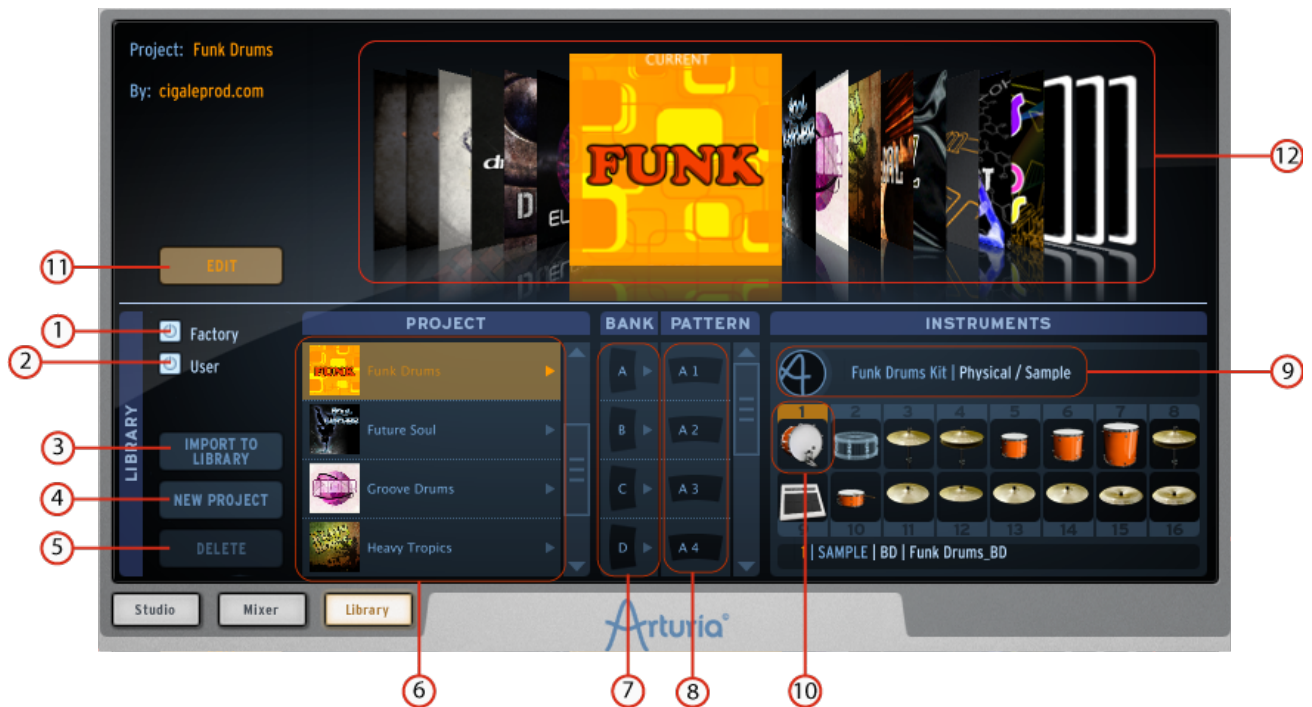 Project: Funk Drums
By: cigaleprod.com
CURRENT
FUNK
D
EL
12
11
EDIT
LIBRARY
1
Factory
2
User
3
IMPORT TO
LIBRARY
4
NEW PROJECT
5
DELETE
PROJECT
FUNK
Funk Drums
Future Soul
Groove Drums
Heavy Tropics
BANK
A
B
C
D
PATTERN
A 1
A 2
A 3
A 4
INSTRUMENTS
Funk Drums Kit | Physical / Sample
9
1 2 3 4 5 6 7 8
9 10 11 12 13 14 15 16
1 | SAMPLE | BD | Funk Drums_BD
Studio
Mixer
Library
Arturia
6
7
8
10